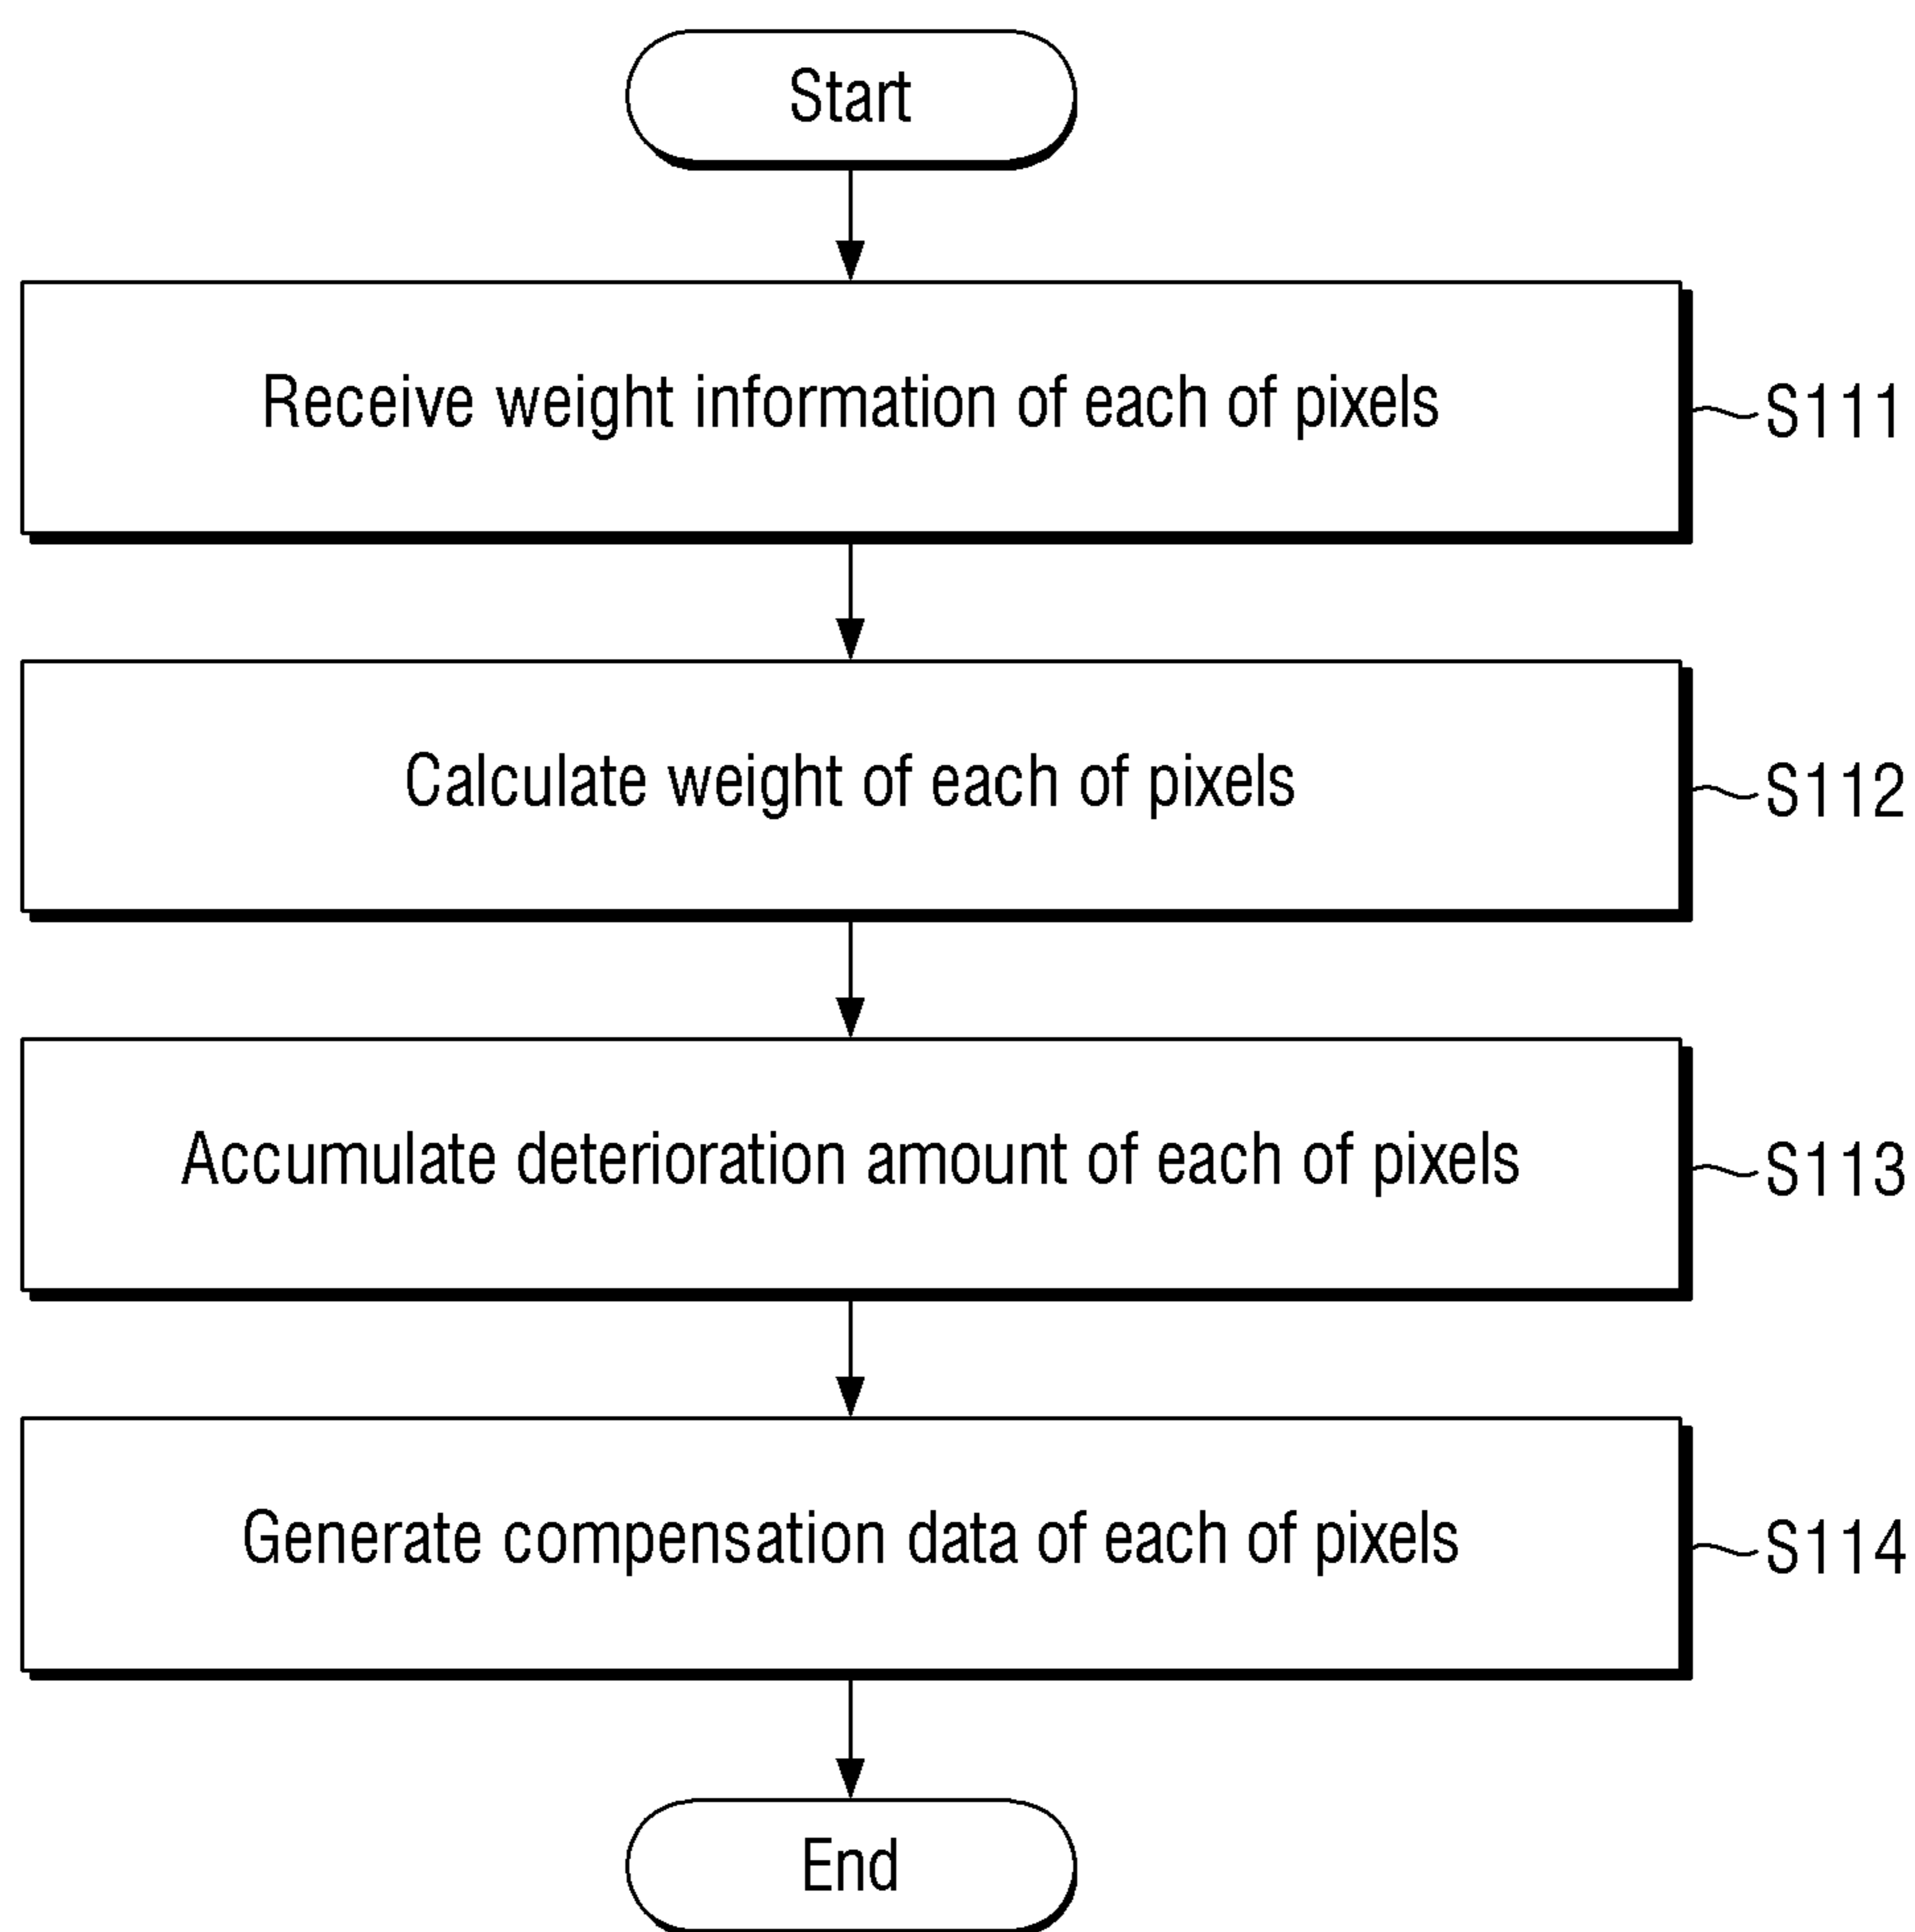 Start
Receive weight information of each of pixels
S111
Calculate weight of each of pixels
S112
Accumulate deterioration amount of each of pixels
S113
Generate compensation data of each of pixels
S114
End